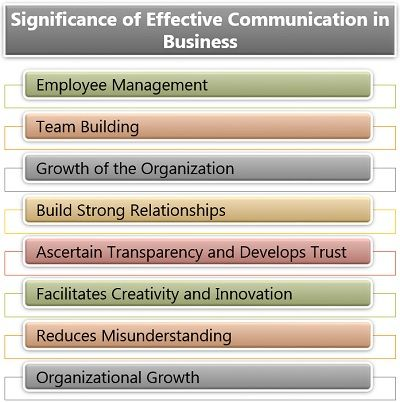 Significance of Effective Communication in
Business
Employee Management
Team Building
Growth of the Organization
Build Strong Relationships
Ascertain Transparency and Develops Trust
Facilitates Creativity and Innovation
Reduces Misunderstanding
Organizational Growth